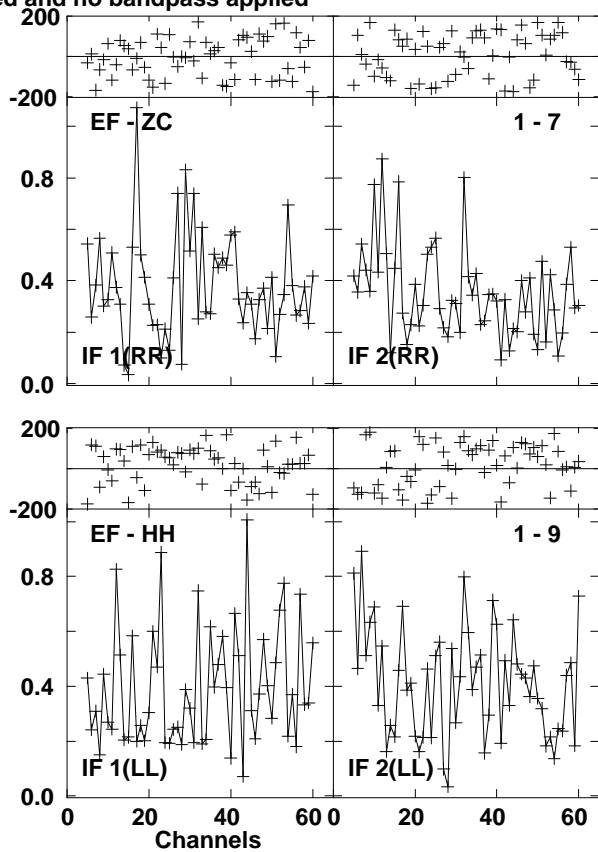 ed and no bandpass applied
200
-200
EF - ZC
1 - 7
0.8
0.4
IF 1(RR)
IF 2(RR)
0.0
200
-200
EF - HH
1 - 9
0.8
0.4
IF 1(LL)
IF 2(LL)
0.0
0 20 40 60 0 20 40 60
Channels